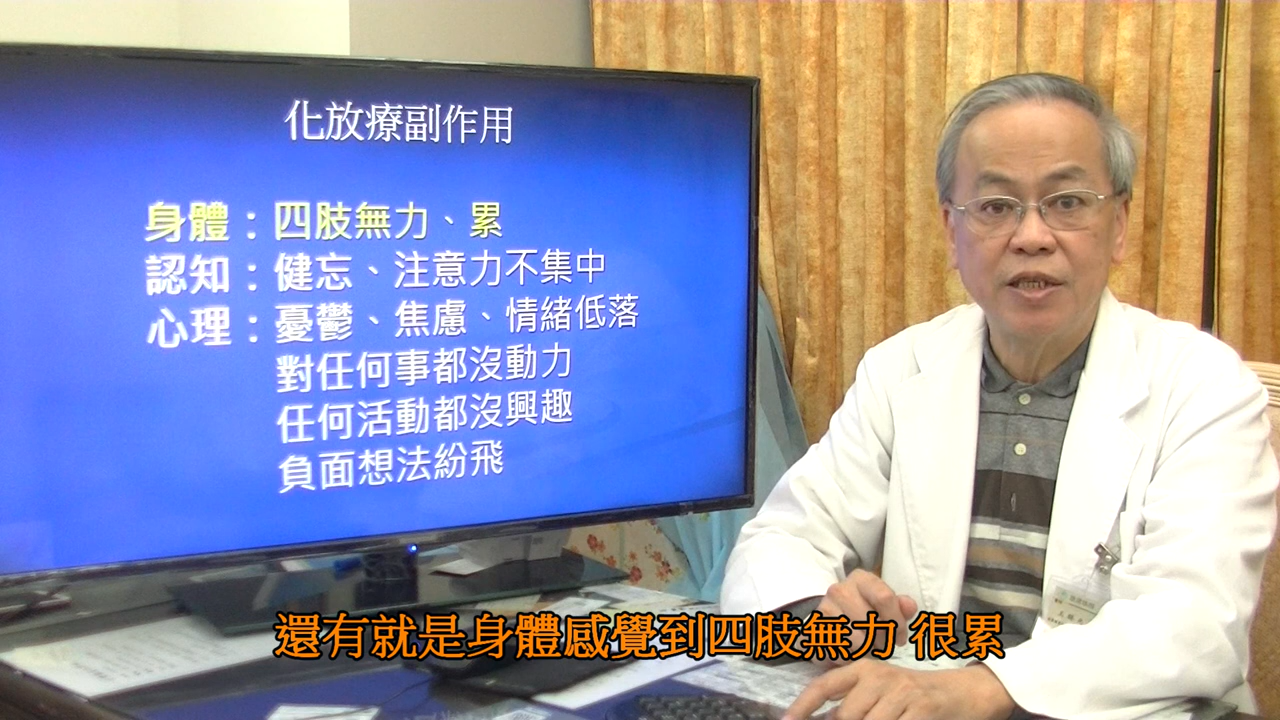 化放療副作用
身體：四肢無力、累
認知：健忘、注意力不集中
心理：憂鬱、焦慮、情緒低落
對任何事都沒動力
任何活動都沒興趣
負面想法紛飛
還有就是身體感覺到四肢無力 很累